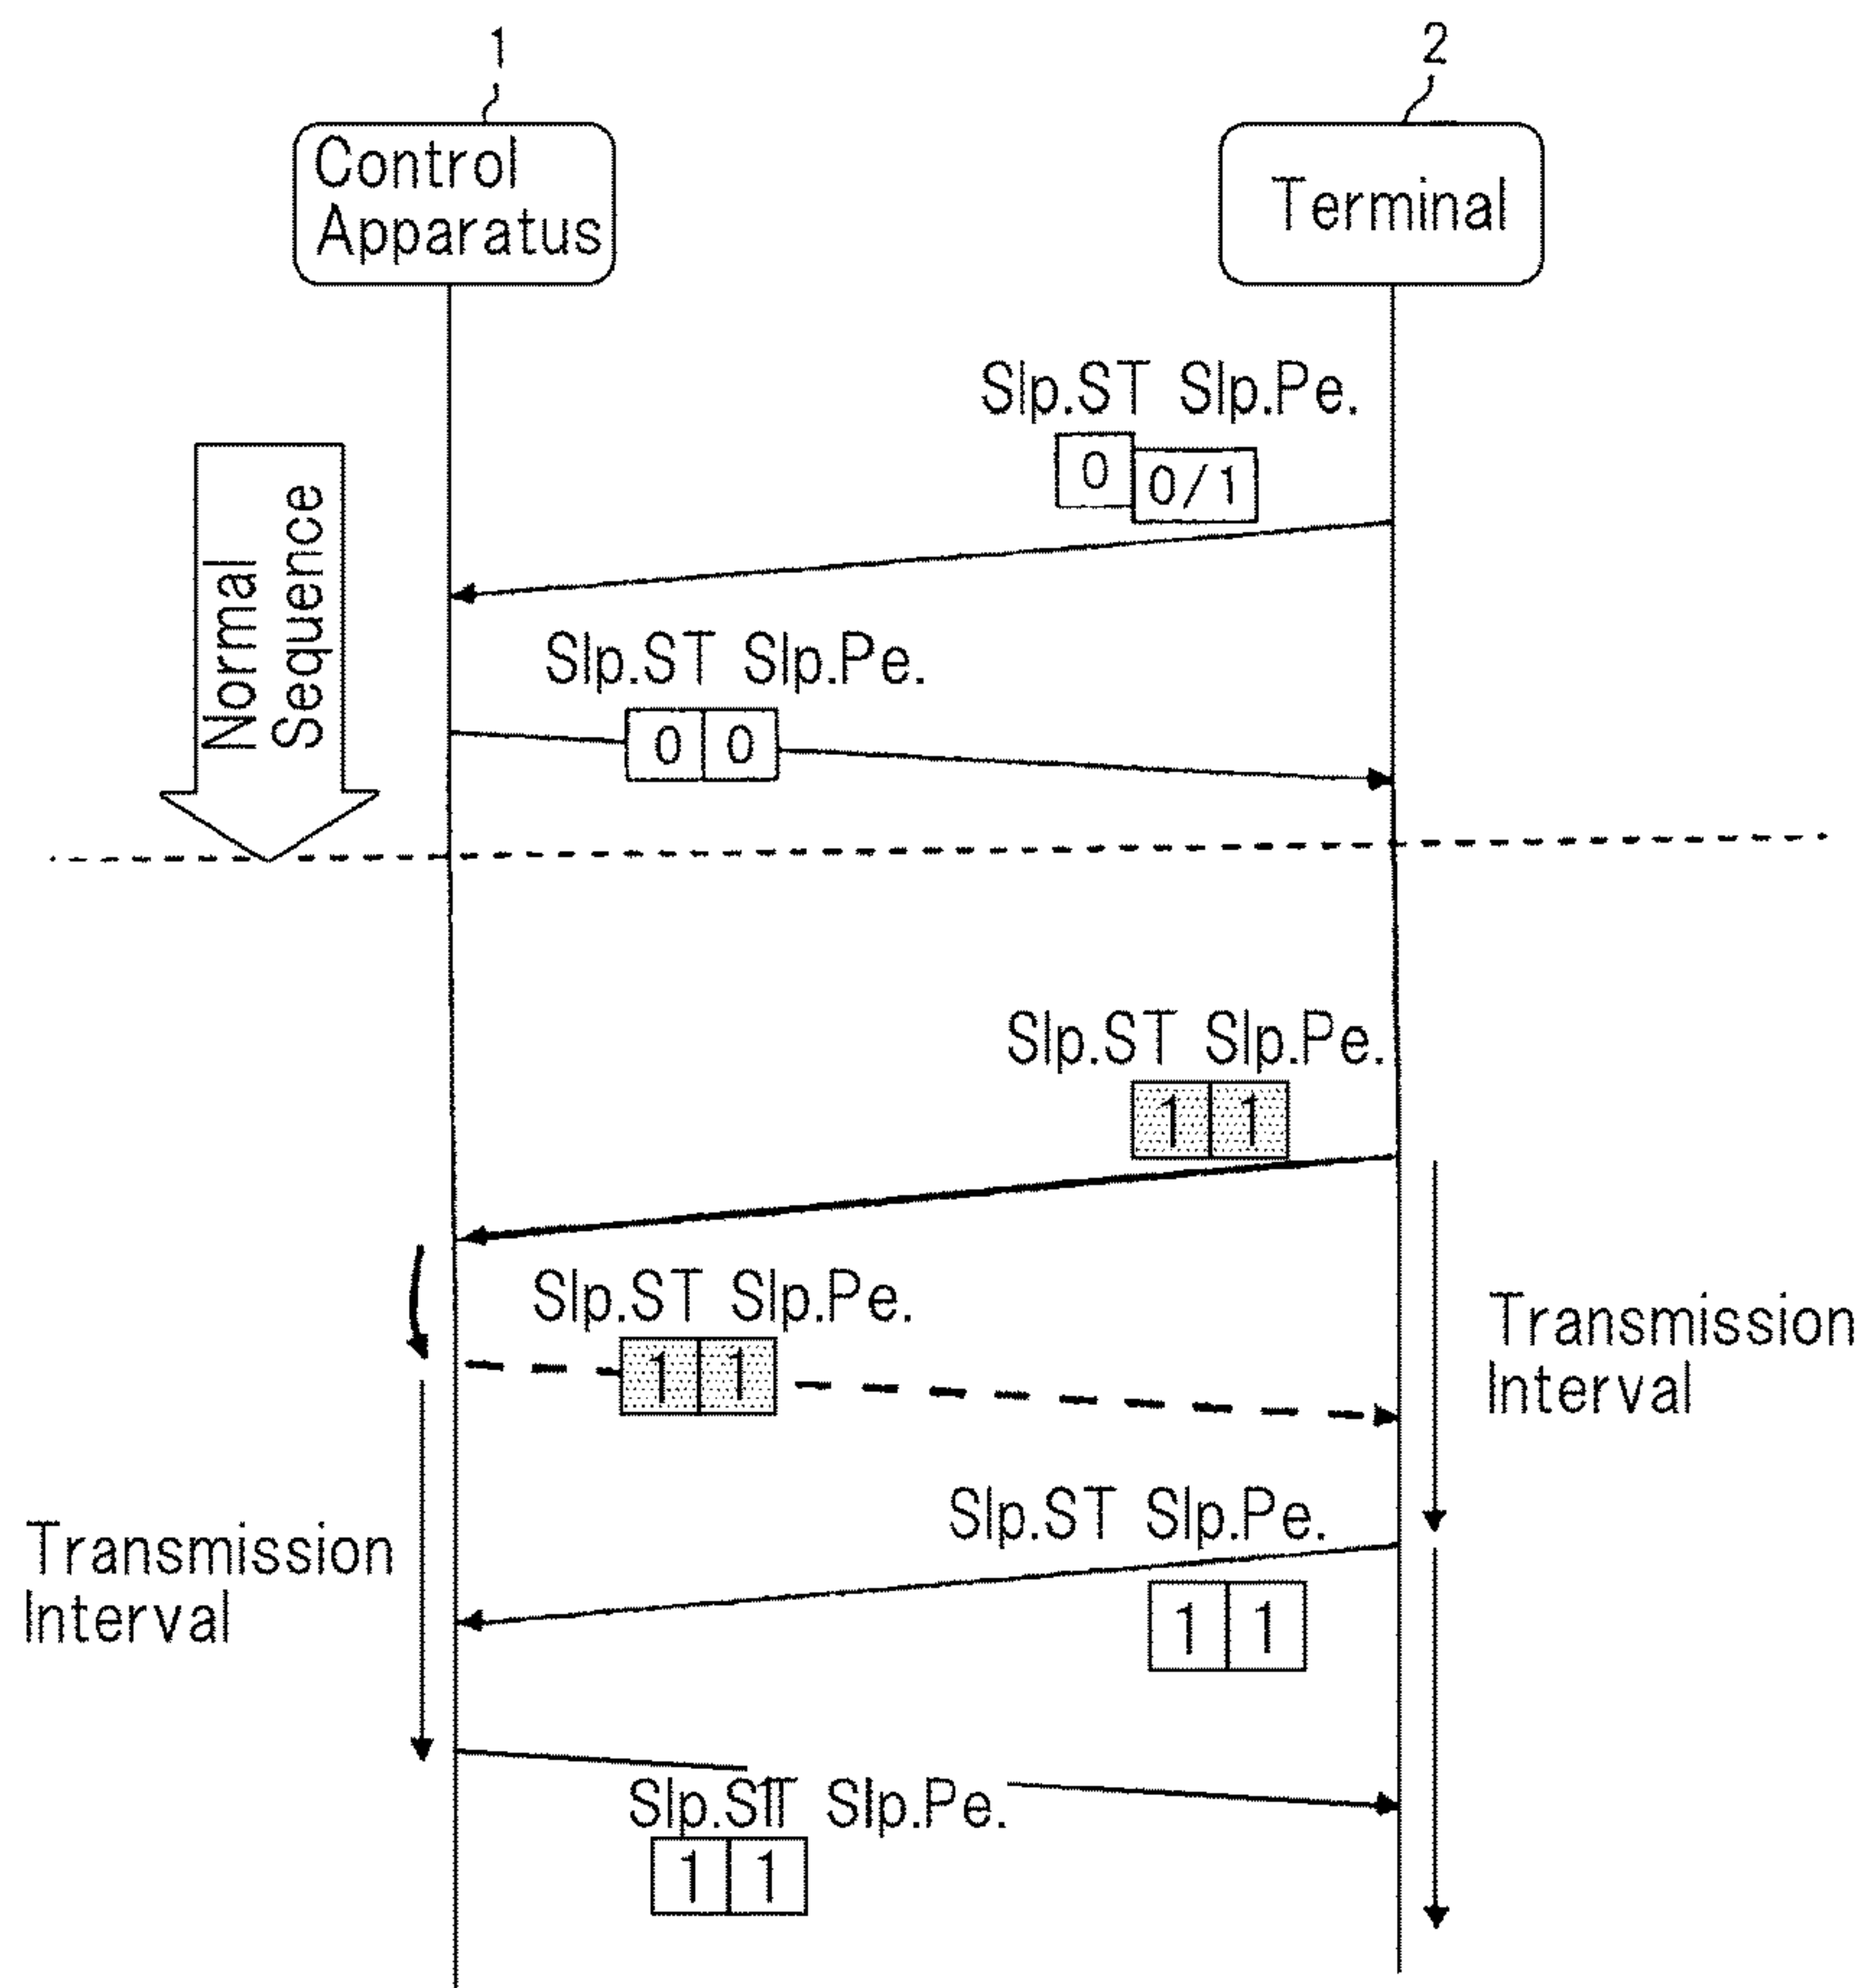 1
2
Control
Apparatus
Terminal
Slp.ST Slp.Pe.
0 0/1
Normal
Sequence
Slp.ST Slp.Pe.
0 0
Slp.ST Slp.Pe.
1 1
Slp.ST Slp.Pe.
1 1
Transmission
Interval
Slp.ST Slp.Pe.
1 1
Transmission
Interval
Slp.ST Slp.Pe.
1 1